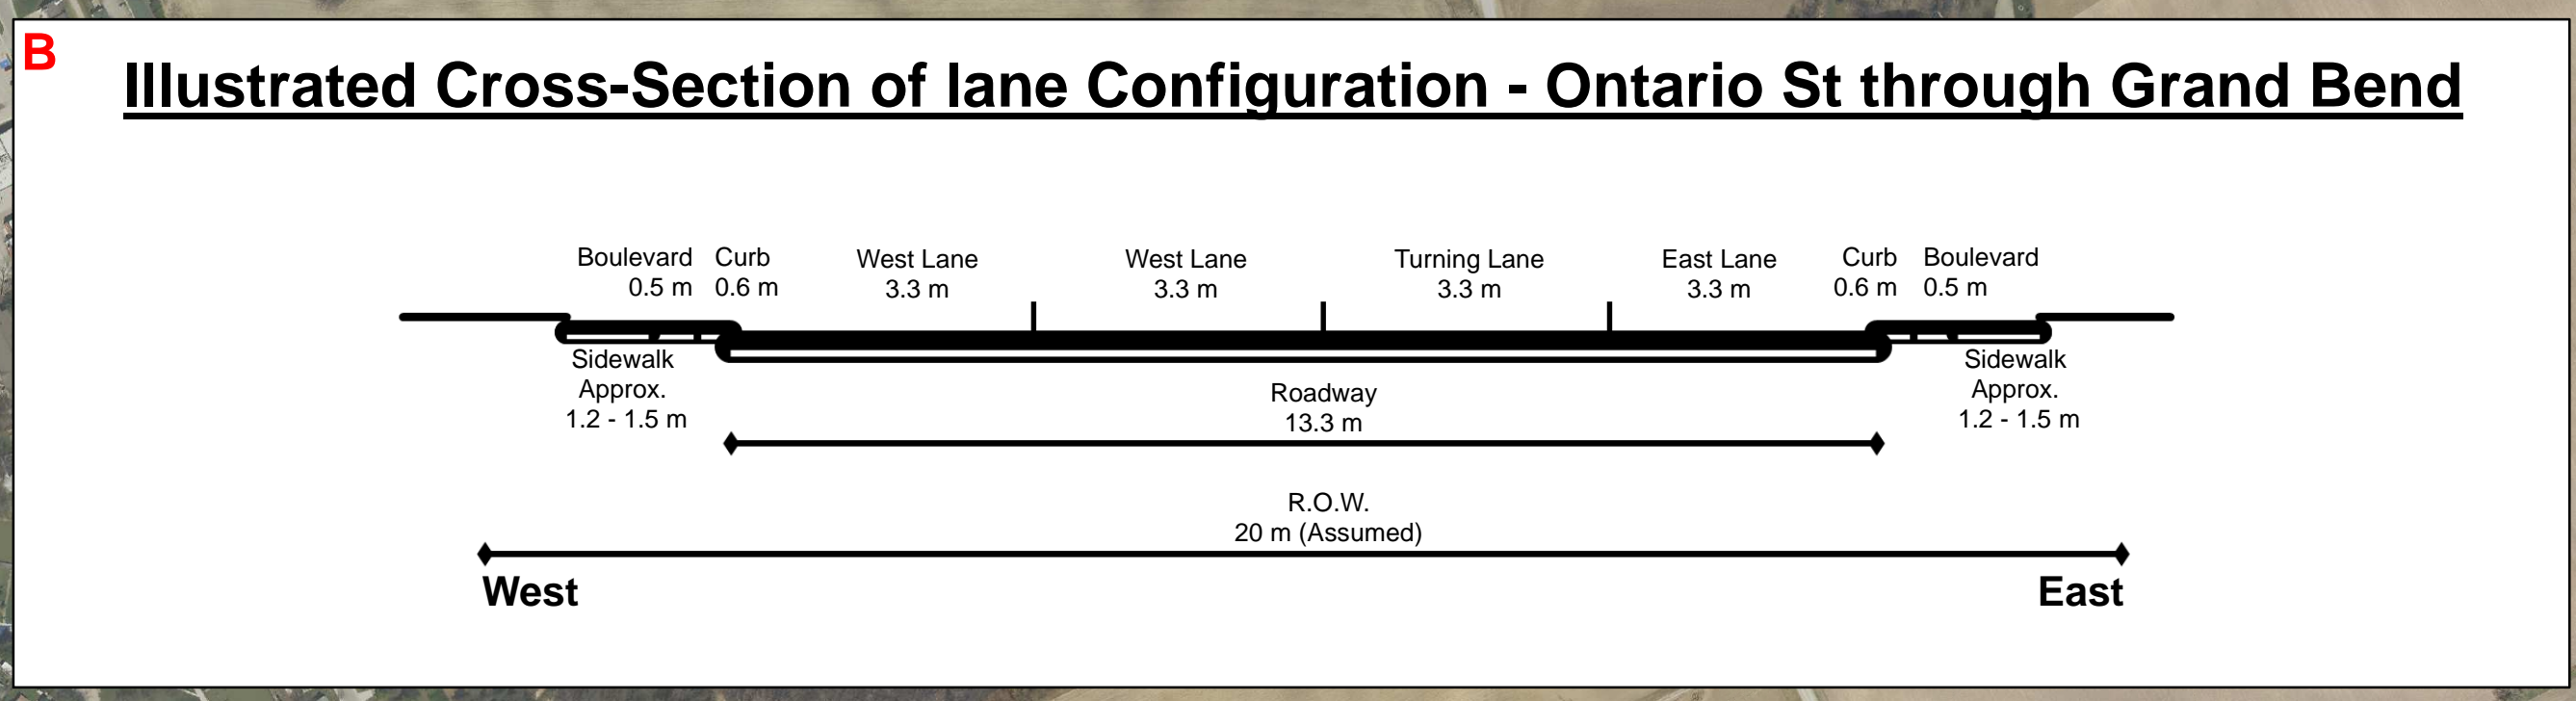 B
Illustrated Cross-Section of lane Configuration - Ontario St through Grand Bend
Boulevard
0.5 m
Curb
0.6 m
West Lane
3.3 m
West Lane
3.3 m
Turning Lane
3.3 m
East Lane
3.3 m
Curb
0.6 m
Boulevard
0.5 m
Sidewalk
Approx.
1.2 - 1.5 m
Roadway
13.3 m
Sidewalk
Approx.
1.2 - 1.5 m
R.O.W.
20 m (Assumed)
West
East